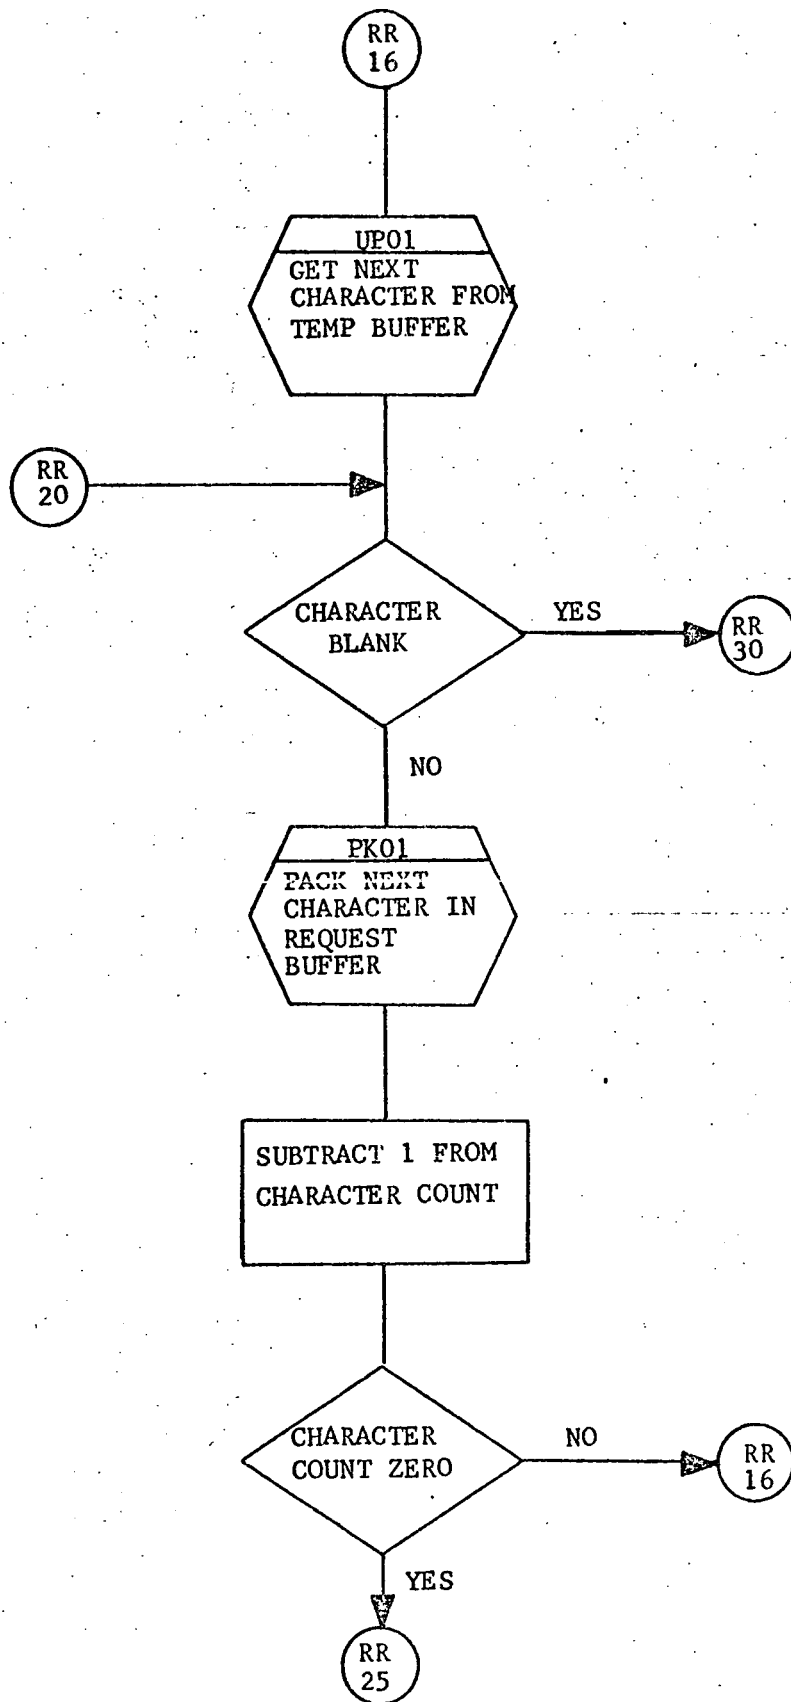 RR
16
UP01
GET NEXT
CHARACTER FROM
TEMP BUFFER
RR
20
CHARACTER
BLANK
YES
RR
30
NO
PK01
PACK NEXT
CHARACTER IN
REQUEST
BUFFER
SUBTRACT 1 FROM
CHARACTER COUNT
CHARACTER
COUNT ZERO
NO
RR
16
YES
RR
25